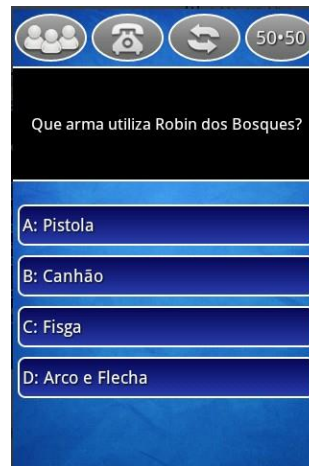 50•50
Que arma utiliza Robin dos Bosques?
A: Pistola
B: Canhão
C: Fisga
D: Arco e Flecha